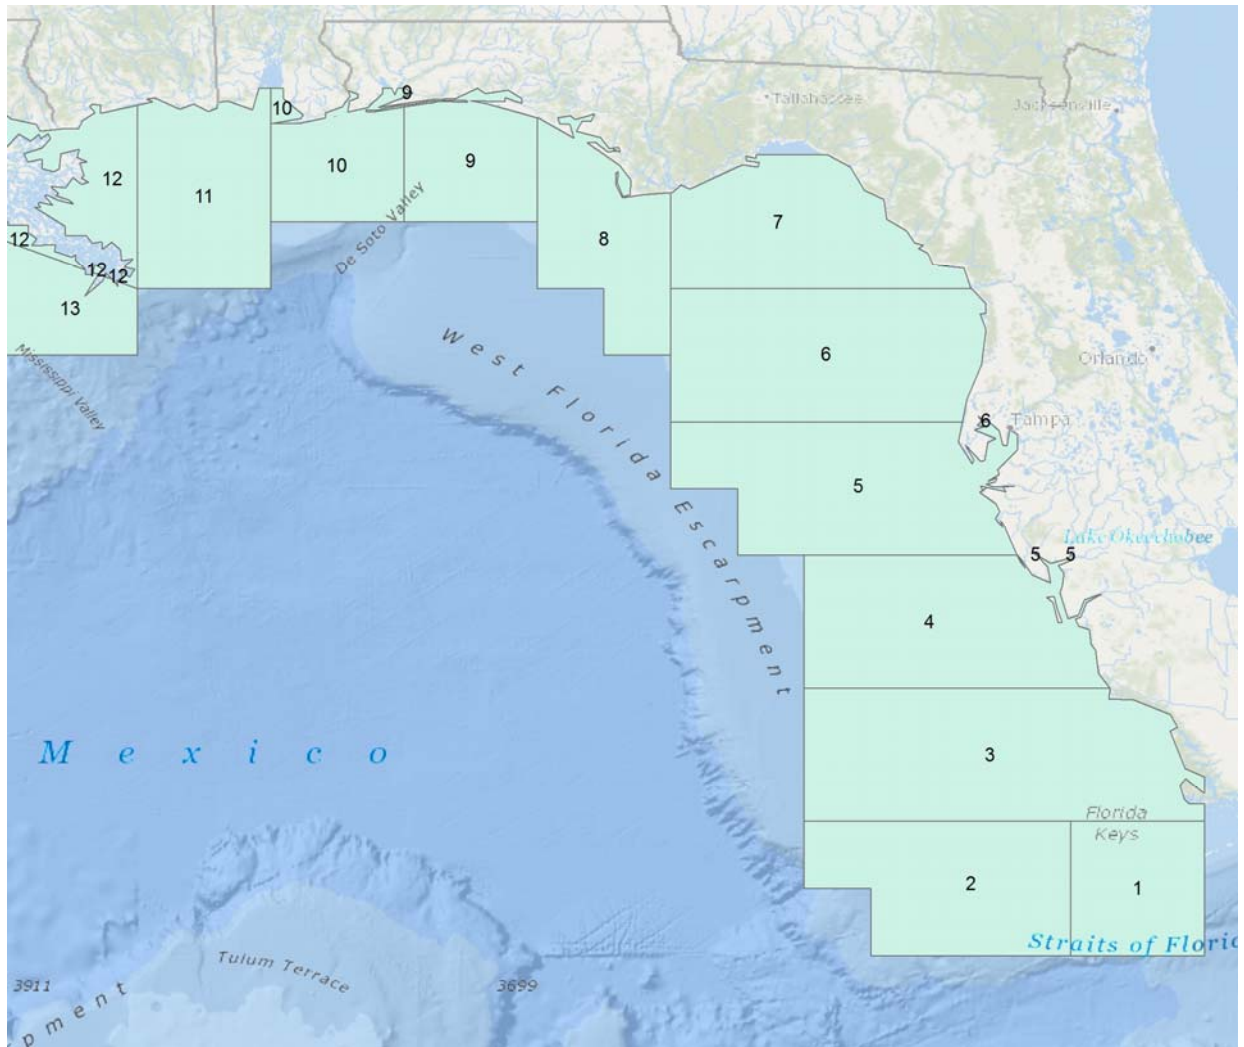 9
10
Tallahassee
Jacksonville
12
10
9
11
7
De Soto Valley
12
8
12
12
13
West Florida Escarpment
6
Mississippi Valley
Orlando
6
Tampa
5
Lake Okeechobee
5
5
4
Mexico
3
Florida
Keys
2
1
Straits of Floric
Tulum Terrace
3911
3699
pment